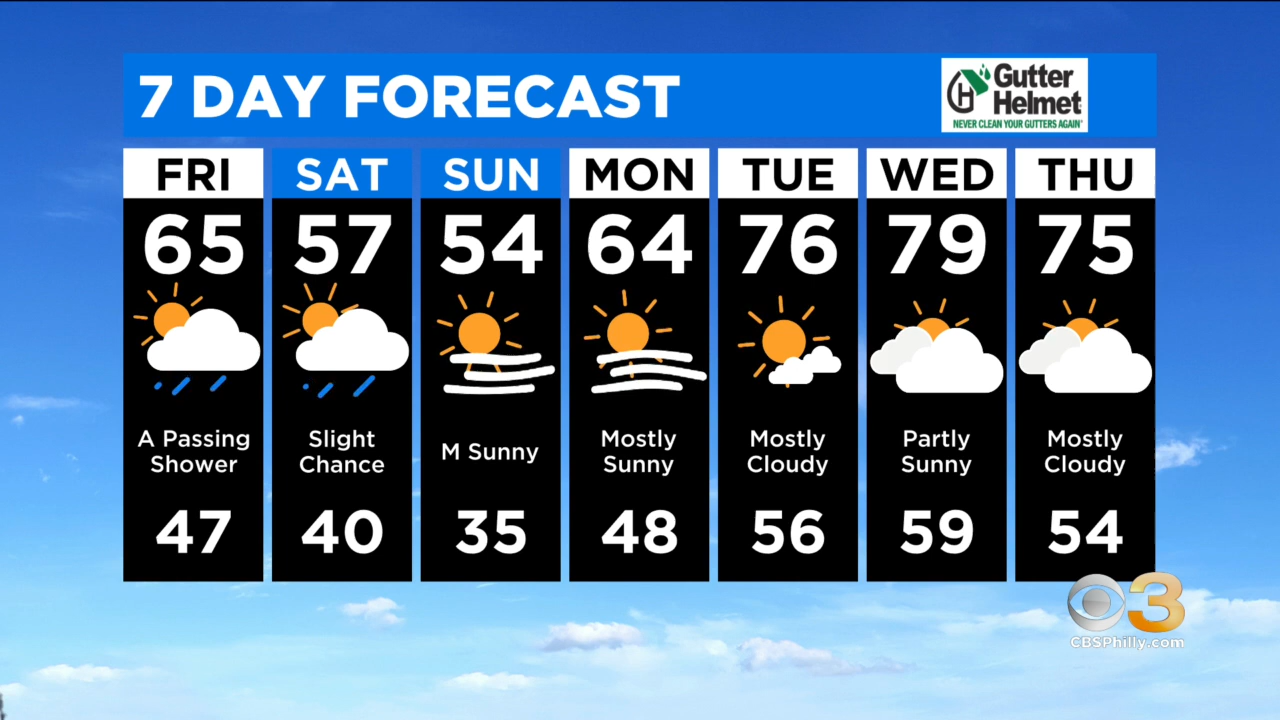 7 DAY FORECAST
Gutter
Helmet
NEVER CLEAN YOUR GUTTERS AGAIN®
FRI SAT SUN MON TUE WED THU
65 57 54 64 76 79 75
A Passing
Shower
Slight
Chance
M Sunny
Mostly
Sunny
Mostly
Cloudy
Partly
Sunny
Mostly
Cloudy
47 40 35 48 56 59 54
3
CBSPhilly.com